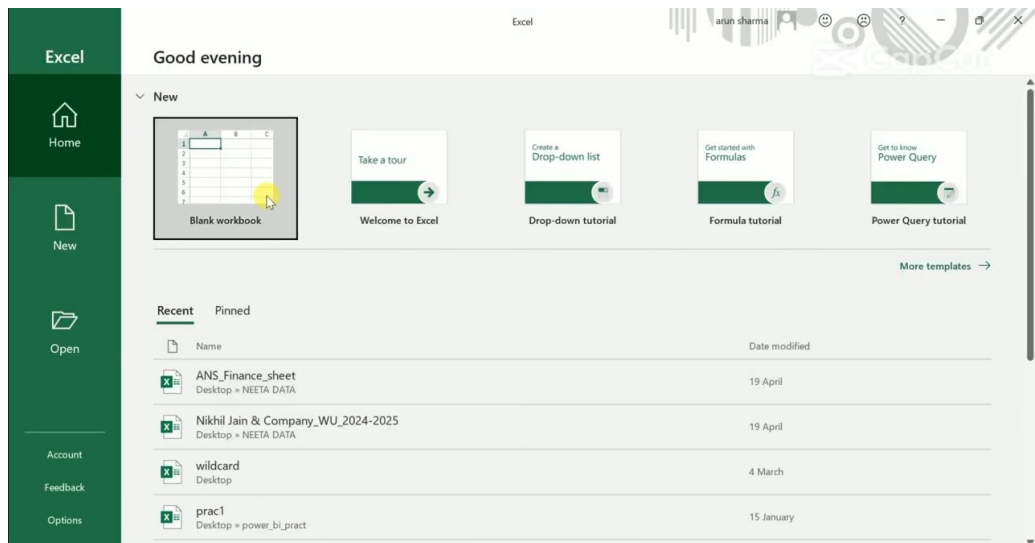 Excel
arun sharma
?
CapCut
Excel
Good evening
Home
New
Open
Account
Feedback
Options
New
A B C
1
2
3
4
5
6
7
Blank workbook
Take a tour
Welcome to Excel
Create a
Drop-down list
Drop-down tutorial
Get started with
Formulas
fx
Formula tutorial
Get to know
Power Query
Power Query tutorial
More templates
Recent Pinned
Name Date modified
ANS_Finance_sheet 19 April
Desktop » NEETA DATA
Nikhil Jain & Company_WU_2024-2025 19 April
Desktop » NEETA DATA
wildcard 4 March
Desktop
prac1 15 January
Desktop » power_bi_pract